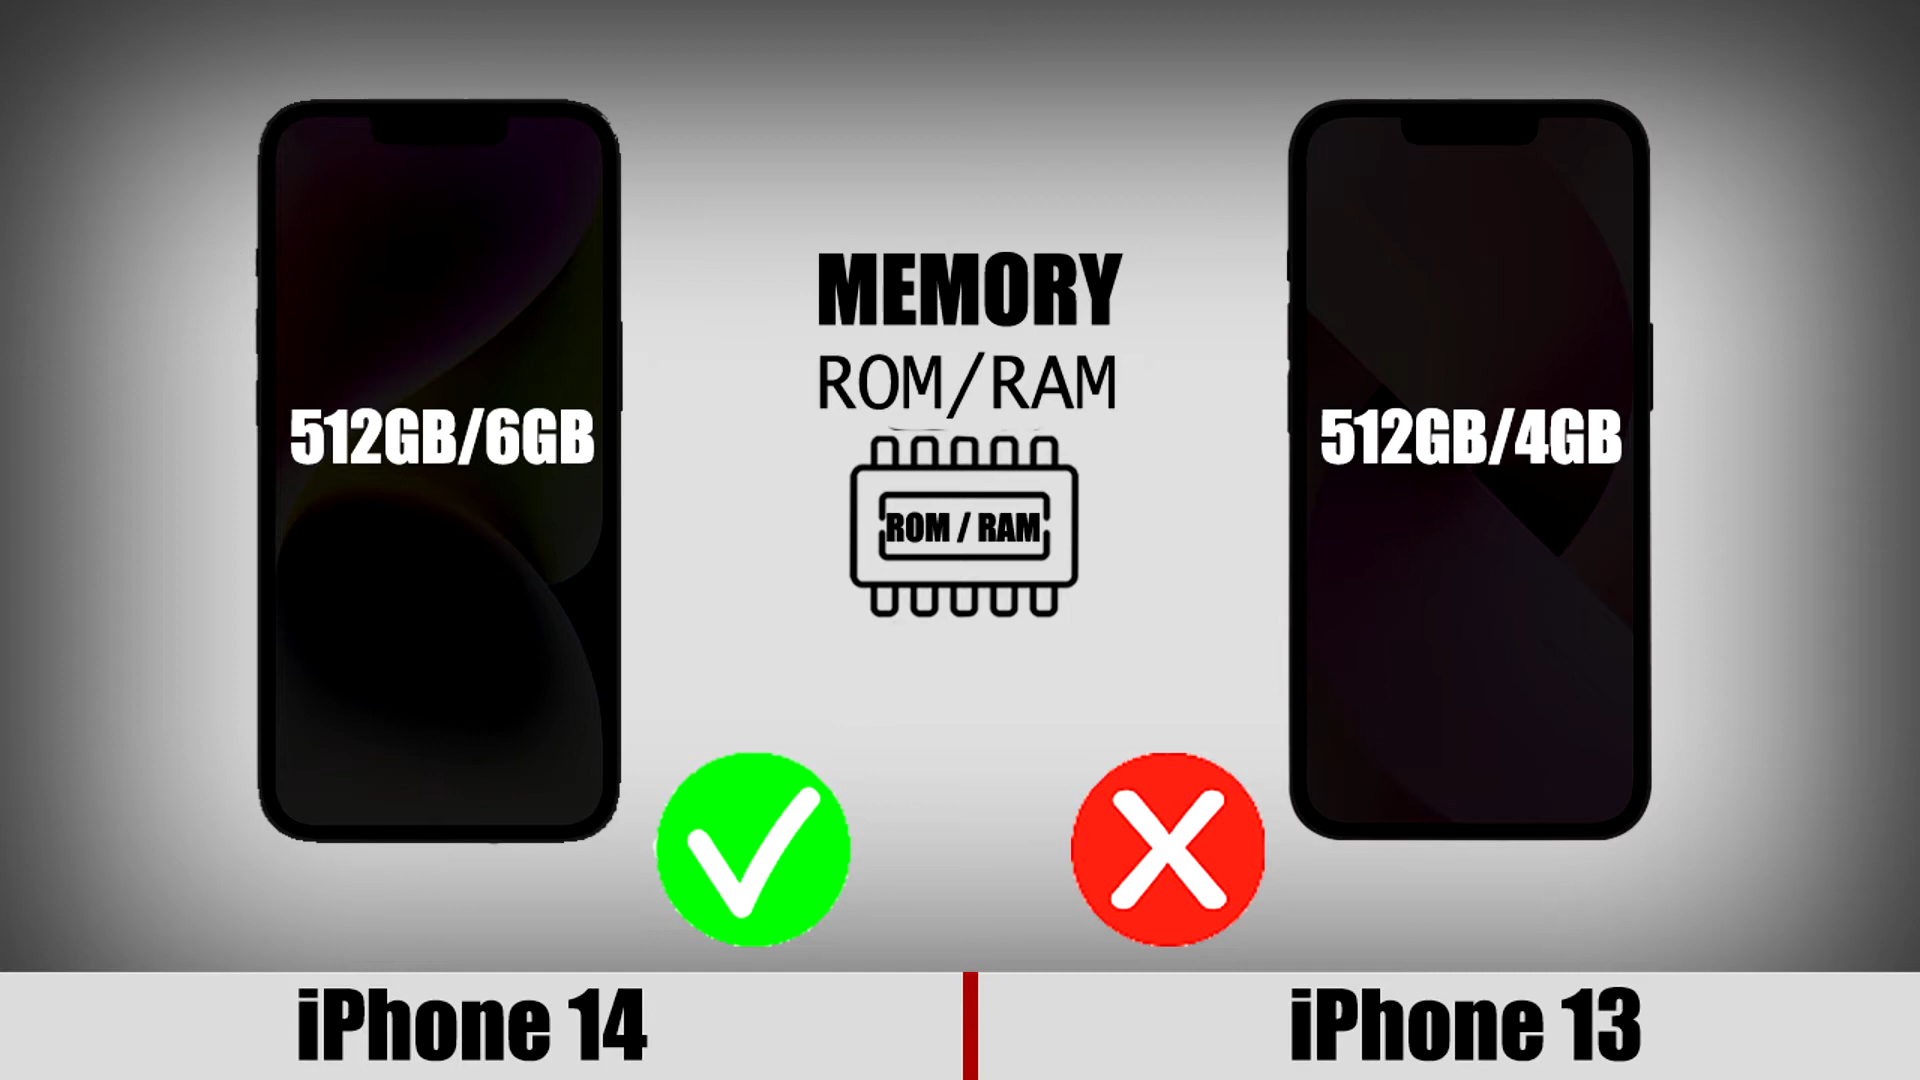 MEMORY
ROM/RAM
512GB/6GB
ROM / RAM
512GB/4GB
iPhone 14
iPhone 13